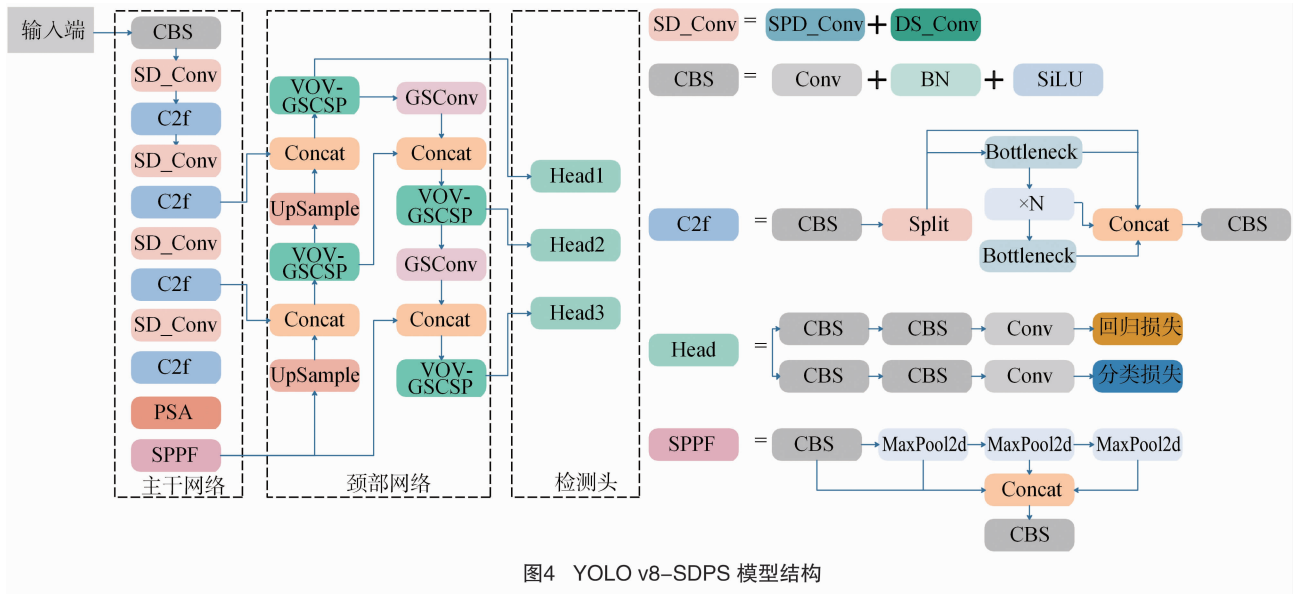 输入端
CBS
SD_Conv
C2f
SD_Conv
C2f
SD_Conv
C2f
SD_Conv
C2f
PSA
SPPF
主干网络
VOV-
GSCSP
Concat
UpSample
VOV-
GSCSP
Concat
UpSample
GSConv
Concat
VOV-
GSCSP
GSConv
Concat
VOV-
GSCSP
颈部网络
Head1
Head2
Head3
检测头
SD_Conv = SPD_Conv + DS_Conv
CBS = Conv + BN + SiLU
C2f = CBS Split Bottleneck ×N Bottleneck Concat CBS
Head =
CBS CBS Conv 回归损失
CBS CBS Conv 分类损失
SPPF = CBS MaxPool2d MaxPool2d MaxPool2d
Concat
CBS
图4 YOLO v8-SDPS 模型结构